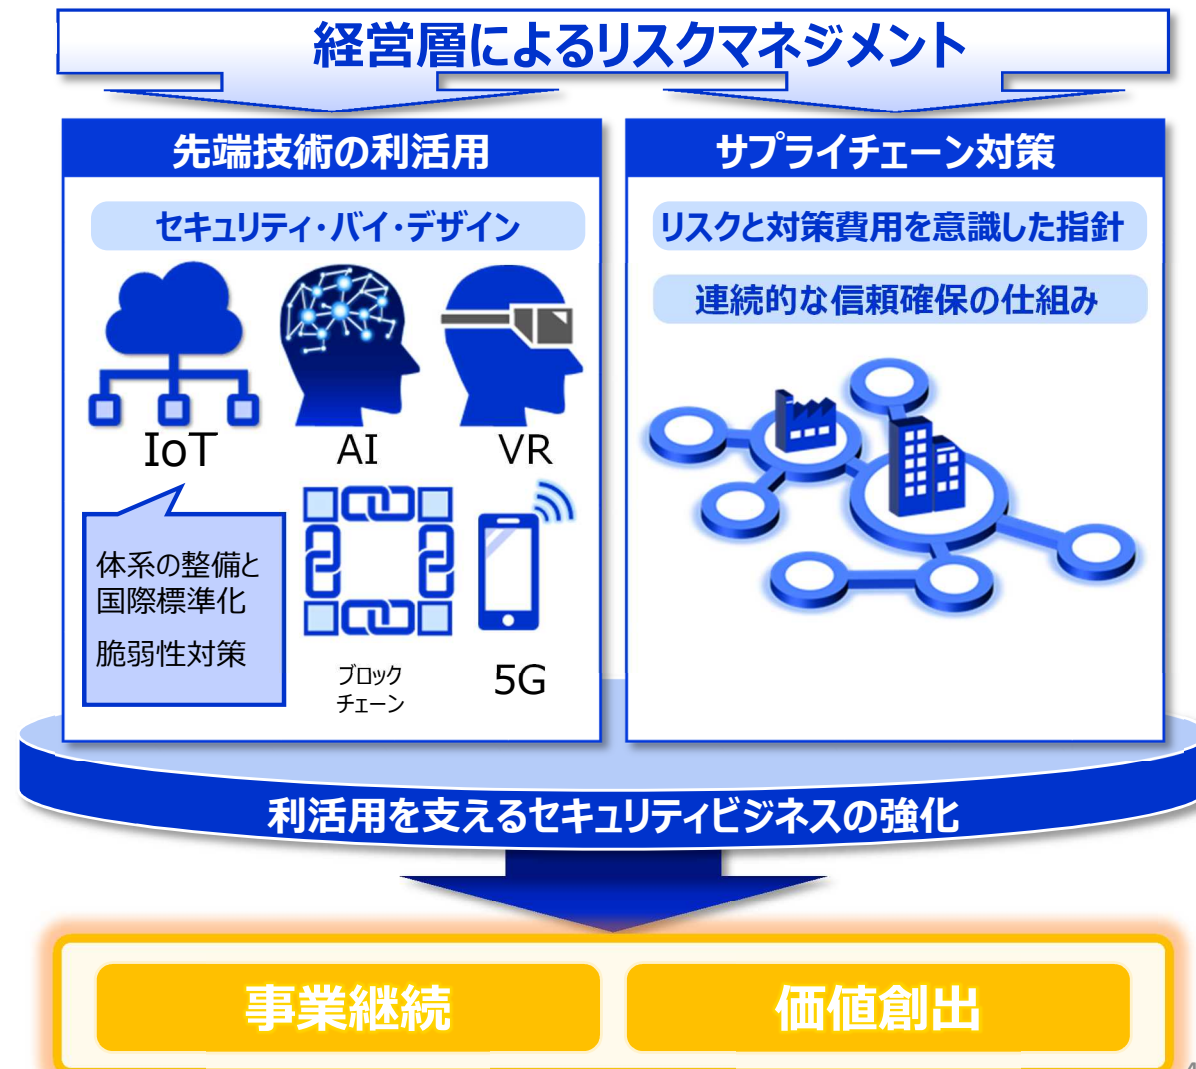 経営層によるリスクマネジメント
先端技術の利活用
セキュリティ・バイ・デザイン
IoT
AI
VR
体系の整備と
国際標準化
脆弱性対策
ブロック
チェーン
5G
サプライチェーン対策
リスクと対策費用を意識した指針
連続的な信頼確保の仕組み
利活用を支えるセキュリティビジネスの強化
事業継続
価値創出